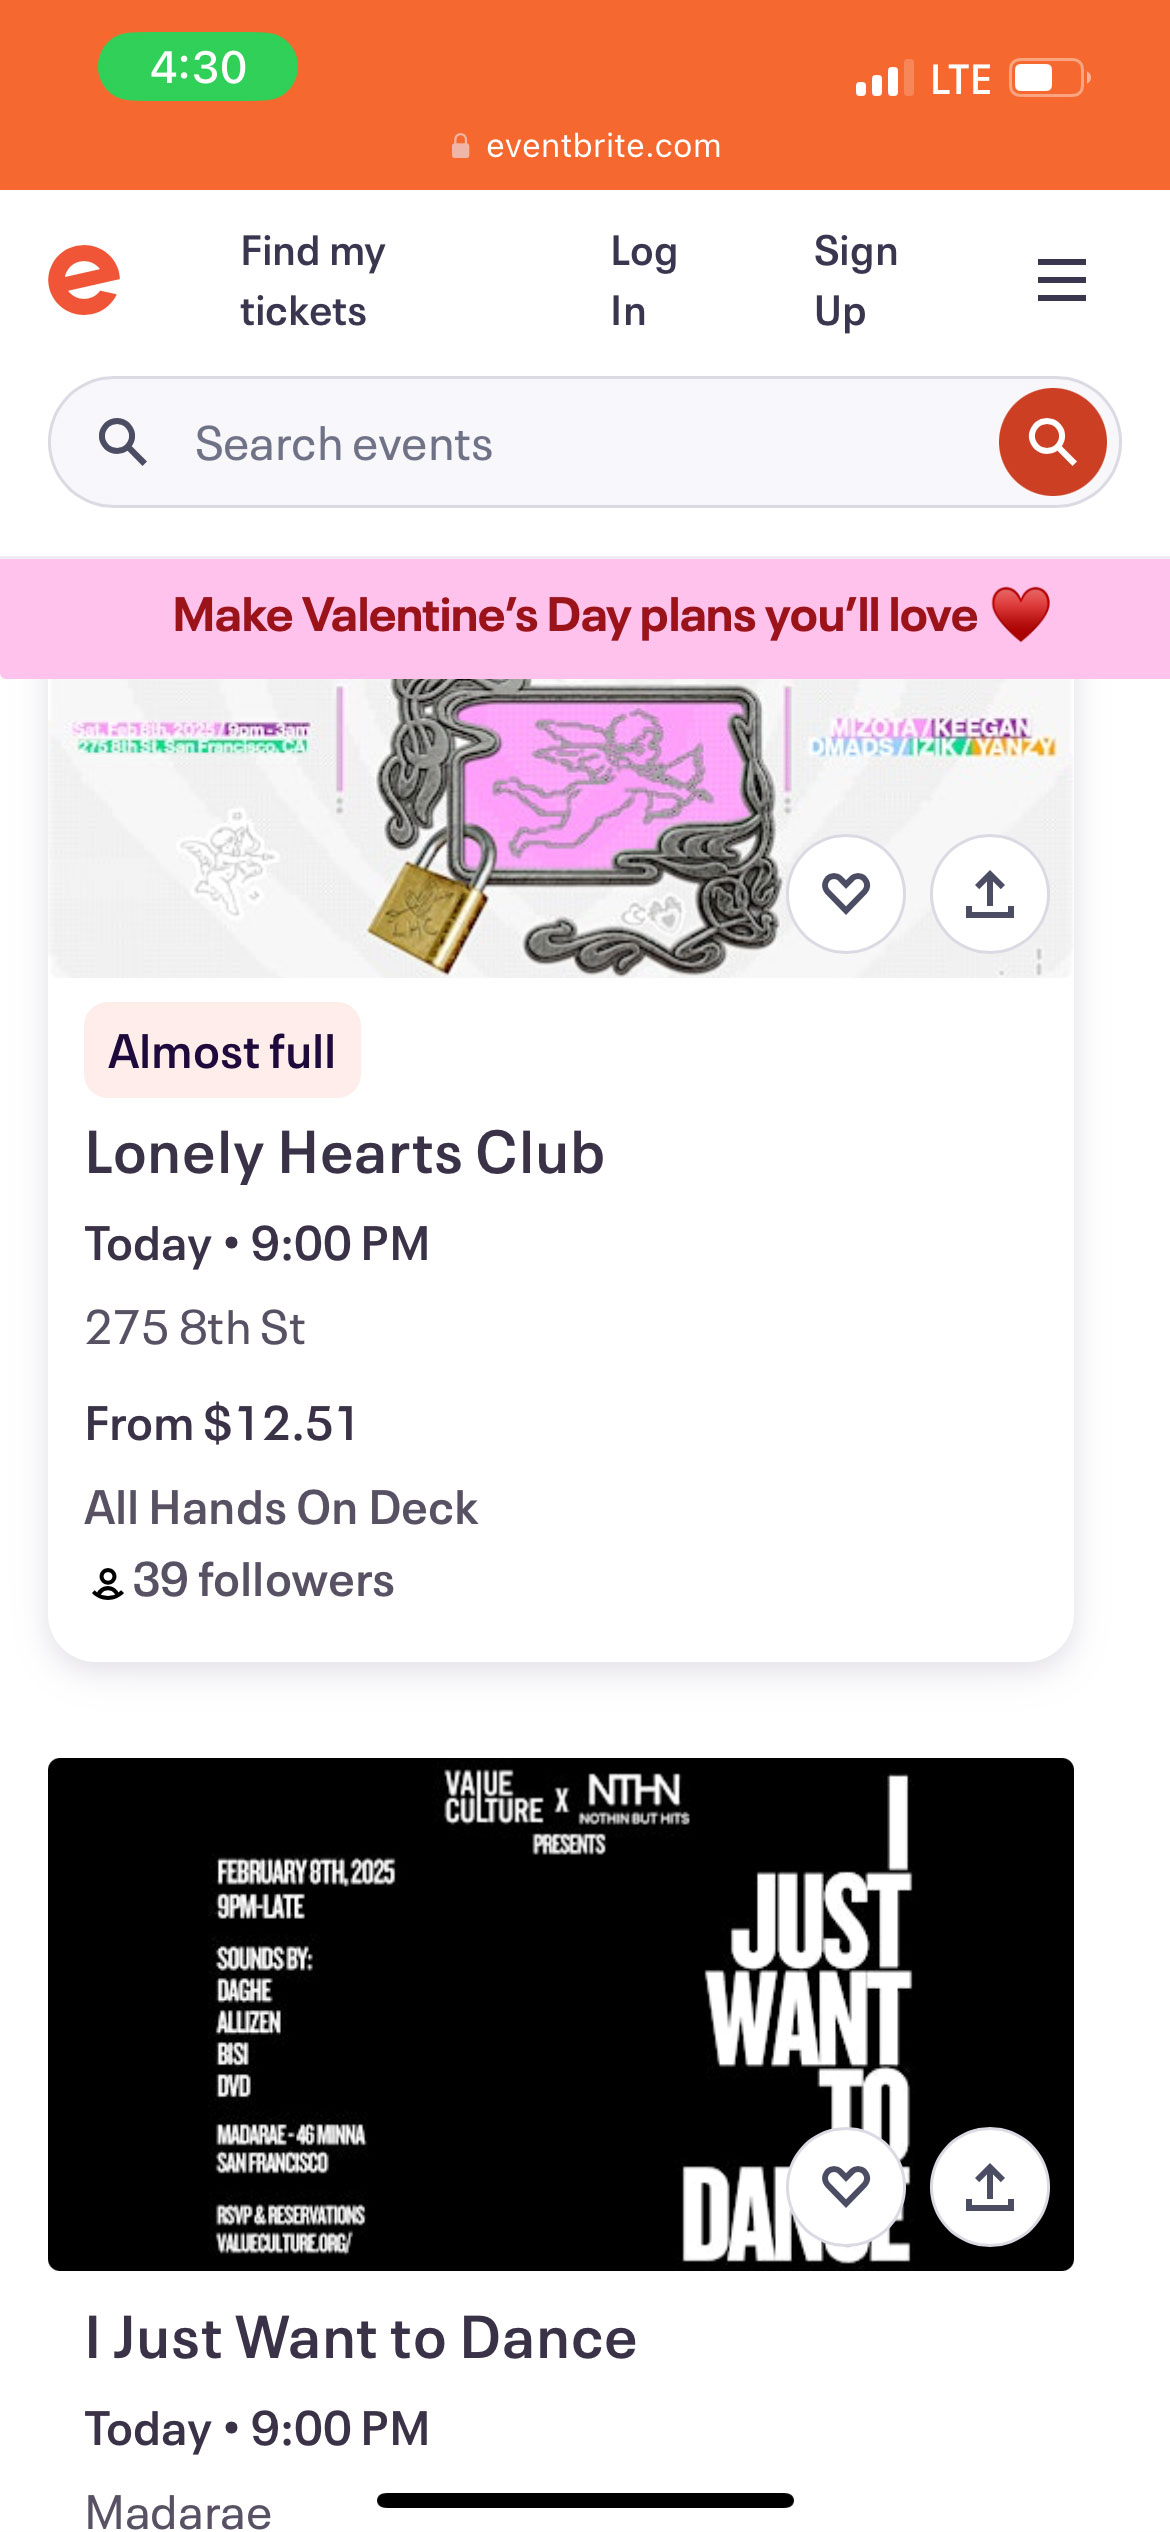 4:30
LTE
eventbrite.com
Find my
tickets
Log
In
Sign
Up
Search events
Make Valentine’s Day plans you’ll love
Sat. Feb 8th, 2025 / 9pm - 3am
275 8th St, San Francisco, CA
MIZOTA / KEEGAN
DMADS / IZIK / YANZY
LHC
Almost full
Lonely Hearts Club
Today • 9:00 PM
275 8th St
From $12.51
All Hands On Deck
39 followers
VALUE
CULTURE X NTHN
NOTHIN BUT HITS
PRESENTS
FEBRUARY 8TH, 2025
9PM-LATE
SOUNDS BY:
DAGHE
ALLIZEN
BISI
DVD
MADARAE - 46 MINNA
SAN FRANCISCO
RSVP & RESERVATIONS
VALUECULTURE.ORG/
I
JUST
WANT
TO
DANCE
I Just Want to Dance
Today • 9:00 PM
Madarae